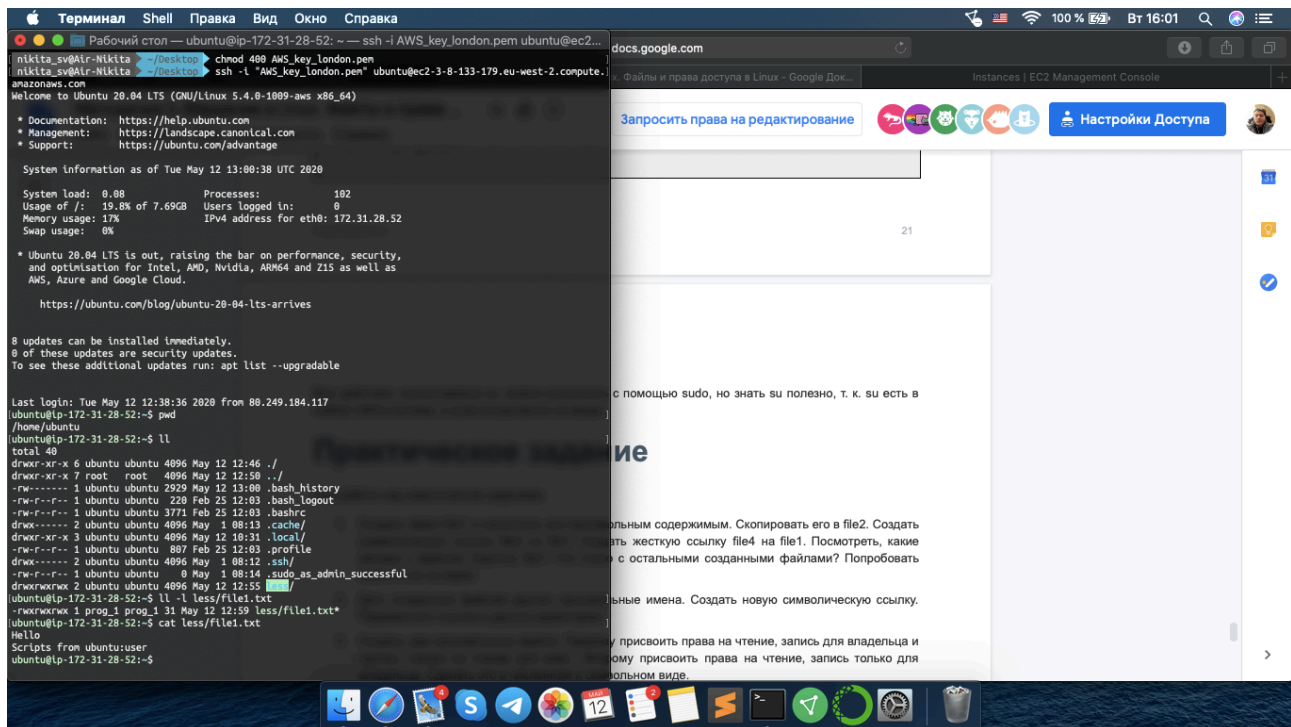 Терминал Shell Правка Вид Окно Справка
100 % Вт 16:01
Рабочий стол — ubuntu@ip-172-31-28-52: ~ — ssh -i AWS_key_london.pem ubuntu@ec2...
nikita_sv@Air-Nikita ~/Desktop chmod 400 AWS_key_london.pem
nikita_sv@Air-Nikita ~/Desktop ssh -i "AWS_key_london.pem" ubuntu@ec2-3-8-133-179.eu-west-2.compute.
amazonaws.com
Welcome to Ubuntu 20.04 LTS (GNU/Linux 5.4.0-1009-aws x86_64)
* Documentation: https://help.ubuntu.com
* Management: https://landscape.canonical.com
* Support: https://ubuntu.com/advantage
System information as of Tue May 12 13:00:38 UTC 2020
System load: 0.08 Processes: 102
Usage of /: 19.8% of 7.69GB Users logged in: 0
Memory usage: 17% IPv4 address for eth0: 172.31.28.52
Swap usage: 0%
* Ubuntu 20.04 LTS is out, raising the bar on performance, security,
and optimisation for Intel, AMD, Nvidia, ARM64 and Z15 as well as
AWS, Azure and Google Cloud.
https://ubuntu.com/blog/ubuntu-20-04-lts-arrives
8 updates can be installed immediately.
0 of these updates are security updates.
To see these additional updates run: apt list --upgradable
Last login: Tue May 12 12:38:36 2020 from 80.249.184.117
[ubuntu@ip-172-31-28-52:~$ pwd ]
/home/ubuntu
[ubuntu@ip-172-31-28-52:~$ ll ]
total 40
drwxr-xr-x 6 ubuntu ubuntu 4096 May 12 12:46 ./
drwxr-xr-x 7 root root 4096 May 12 12:50 ../
-rw------- 1 ubuntu ubuntu 2929 May 12 13:00 .bash_history
-rw-r--r-- 1 ubuntu ubuntu 220 Feb 25 12:03 .bash_logout
-rw-r--r-- 1 ubuntu ubuntu 3771 Feb 25 12:03 .bashrc
drwx------ 2 ubuntu ubuntu 4096 May 1 08:13 .cache/
drwxr-xr-x 3 ubuntu ubuntu 4096 May 12 10:31 .local/
-rw-r--r-- 1 ubuntu ubuntu 807 Feb 25 12:03 .profile
drwx------ 2 ubuntu ubuntu 4096 May 1 08:12 .ssh/
-rw-r--r-- 1 ubuntu ubuntu 0 May 1 08:14 .sudo_as_admin_successful
drwxrwxrwx 2 ubuntu ubuntu 4096 May 12 12:55 less/
[ubuntu@ip-172-31-28-52:~$ ll -l less/file1.txt ]
-rwxrwxrwx 1 prog_1 prog_1 31 May 12 12:59 less/file1.txt*
[ubuntu@ip-172-31-28-52:~$ cat less/file1.txt ]
Hello
Scripts from ubuntu:user
ubuntu@ip-172-31-28-52:~$
docs.google.com
Файлы и права доступа в Linux - Google Док...
Instances | EC2 Management Console
Запросить права на редактирование
Настройки Доступа
31
21
с помощью sudo, но знать su полезно, т. к. su есть в
Практическое задание
содержимым. Скопировать его в file2. Создать
жесткую ссылку file4 на file1. Посмотреть, какие
с остальными созданными файлами? Попробовать
имена. Создать новую символическую ссылку.
присвоить права на чтение, запись для владельца и
присвоить права на чтение, запись только для
виде.
4
МАЯ
12
2